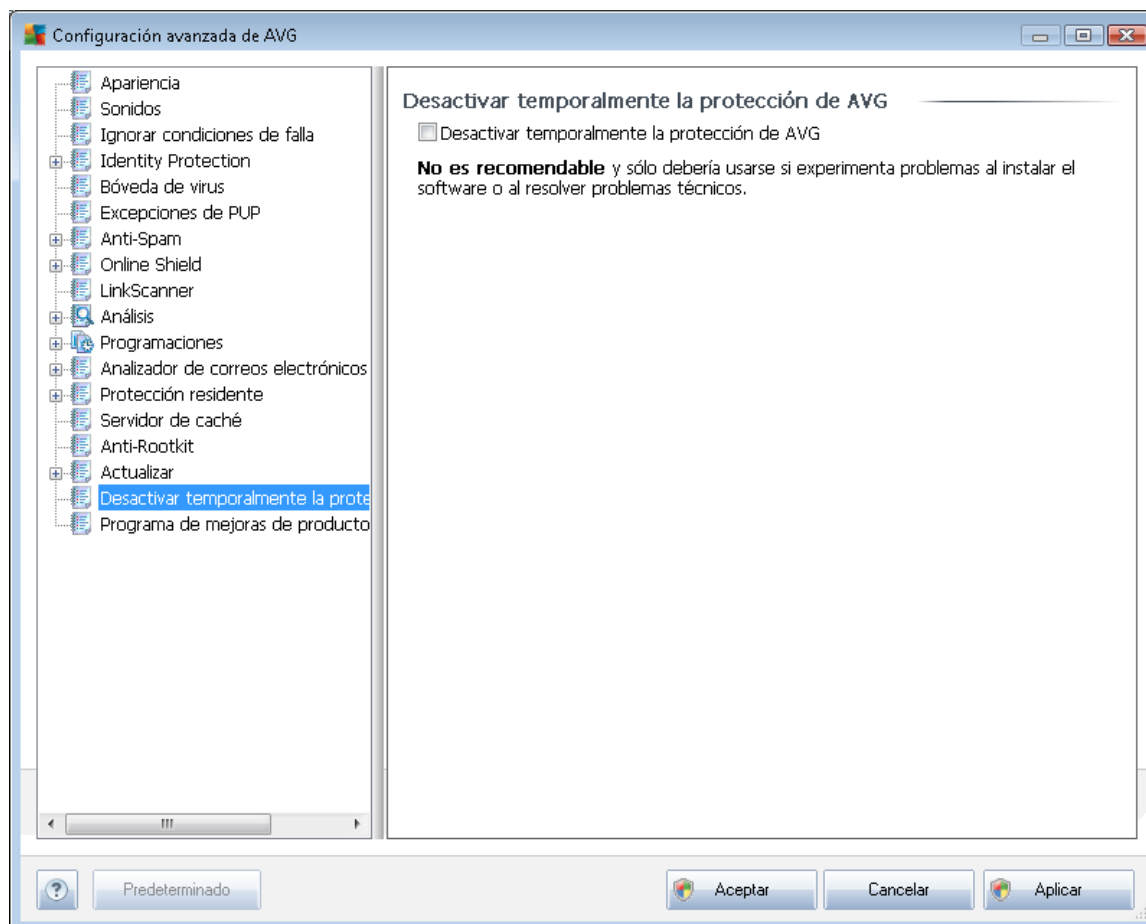 Configuración avanzada de AVG
Apariencia
Sonidos
Ignorar condiciones de falla
Identity Protection
Bóveda de virus
Excepciones de PUP
Anti-Spam
Online Shield
LinkScanner
Análisis
Programaciones
Analizador de correos electrónicos
Protección residente
Servidor de caché
Anti-Rootkit
Actualizar
Desactivar temporalmente la prote
Programa de mejoras de producto
Desactivar temporalmente la protección de AVG
Desactivar temporalmente la protección de AVG
No es recomendable y sólo debería usarse si experimenta problemas al instalar el
software o al resolver problemas técnicos.
?
Predeterminado
Aceptar
Cancelar
Aplicar